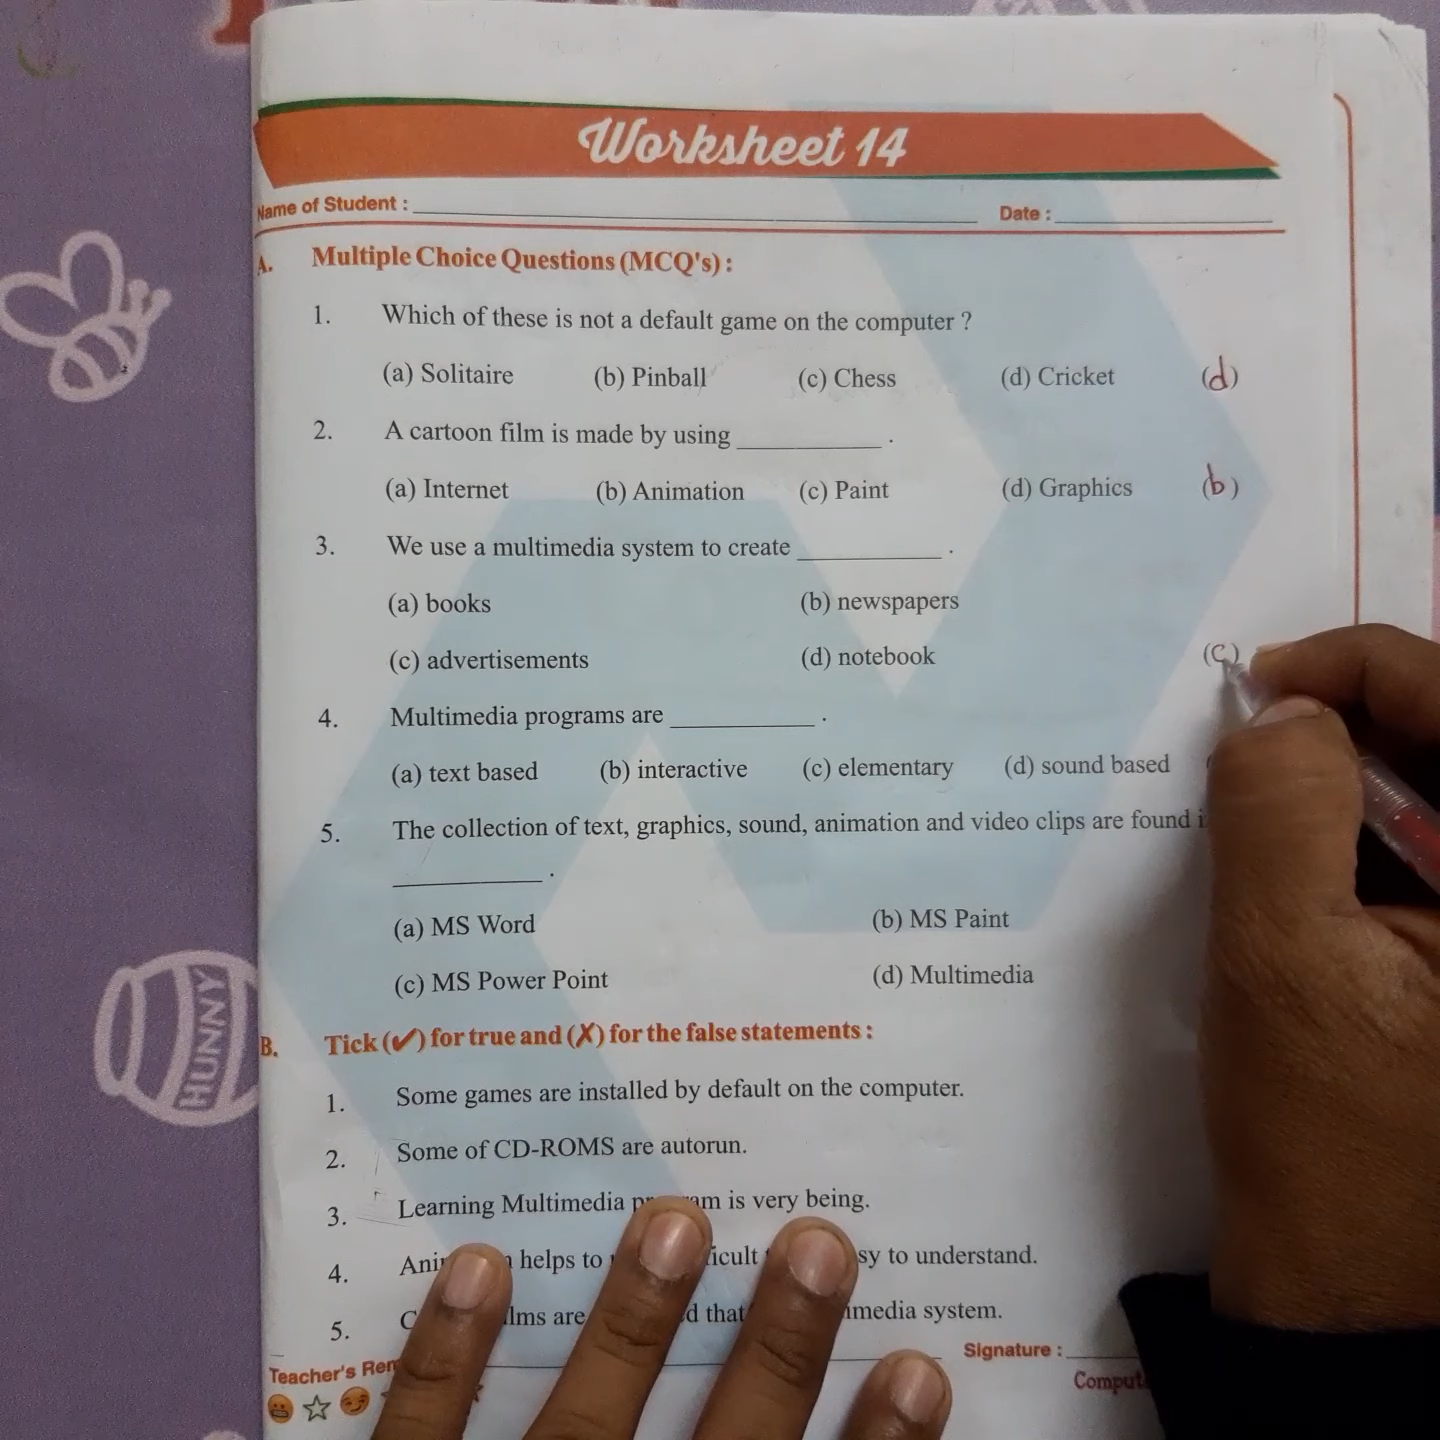 Worksheet 14
Name of Student : Date :
A. Multiple Choice Questions (MCQ's) :
1. Which of these is not a default game on the computer ?
(a) Solitaire (b) Pinball (c) Chess (d) Cricket (d)
2. A cartoon film is made by using __________ .
(a) Internet (b) Animation (c) Paint (d) Graphics (b)
3. We use a multimedia system to create __________ .
(a) books (b) newspapers
(c) advertisements (d) notebook (c)
4. Multimedia programs are __________ .
(a) text based (b) interactive (c) elementary (d) sound based
5. The collection of text, graphics, sound, animation and video clips are found
__________ .
(a) MS Word (b) MS Paint
(c) MS Power Point (d) Multimedia
B. Tick (✓) for true and (✗) for the false statements :
1. Some games are installed by default on the computer.
2. Some of CD-ROMS are autorun.
3. Learning Multimedia is very being.
4. helps to to understand.
5. are that system.
Teacher's Signature :
HUNNY